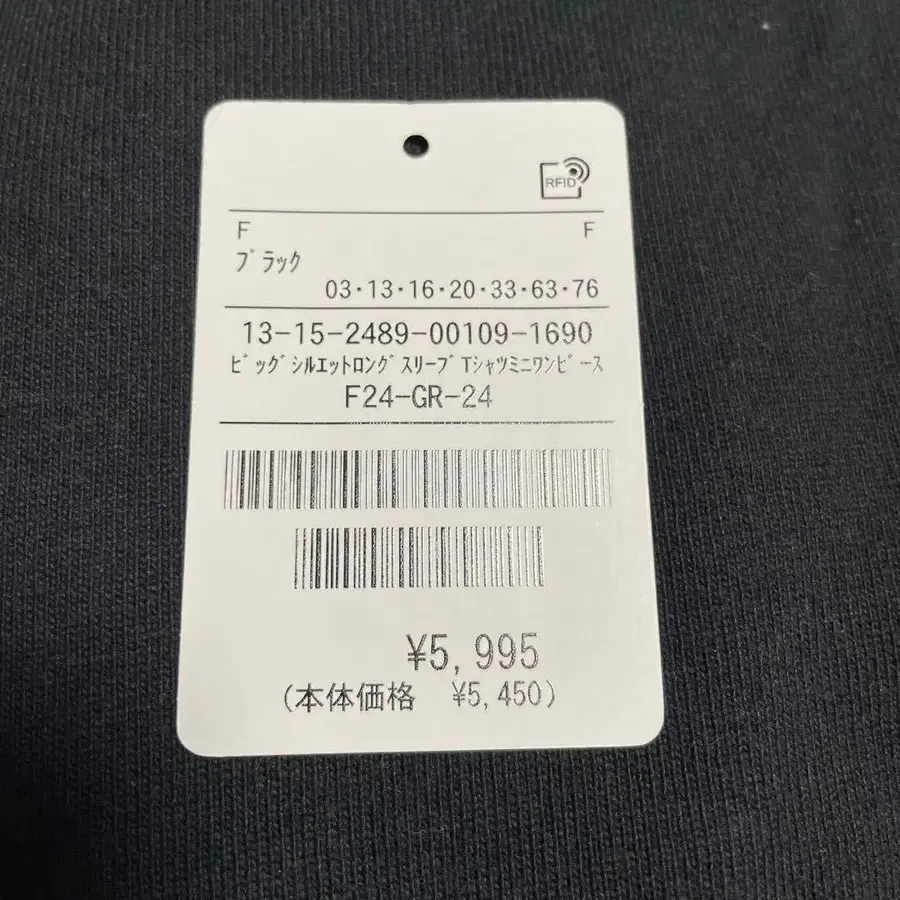 RFID
F F
ﾌﾞﾗｯｸ
03･13･16･20･33･63･76
13-15-2489-00109-1690
ﾋﾞｯｸﾞｼﾙｴｯﾄﾛﾝｸﾞｽﾘｰﾌﾞTｼｬﾂﾐﾆﾜﾝﾋﾟｰｽ
F24-GR-24
¥5,995
(本体価格 ¥5,450)